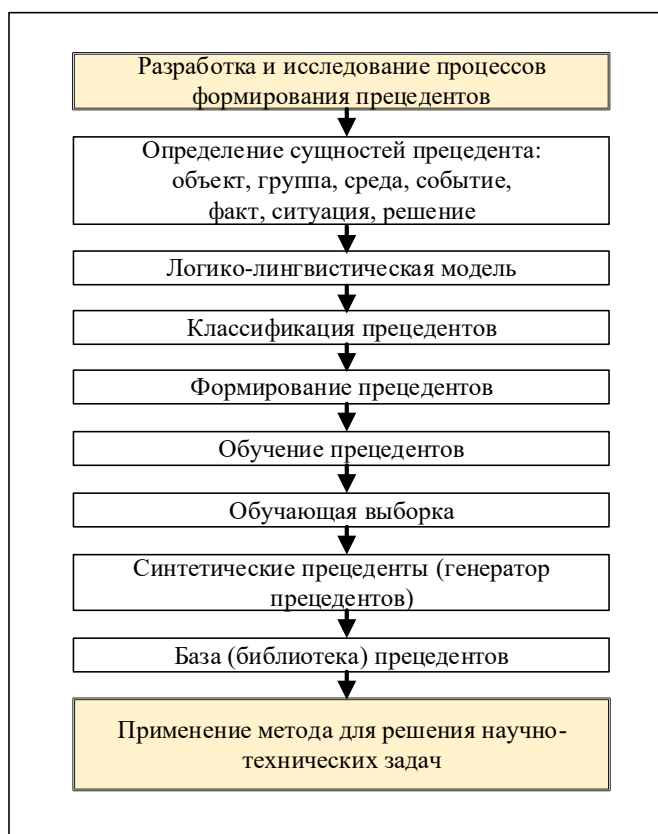 Разработка и исследование процессов
формирования прецедентов
Определение сущностей прецедента:
объект, группа, среда, событие,
факт, ситуация, решение
Логико-лингвистическая модель
Классификация прецедентов
Формирование прецедентов
Обучение прецедентов
Обучающая выборка
Синтетические прецеденты (генератор
прецедентов)
База (библиотека) прецедентов
Применение метода для решения научно-
технических задач